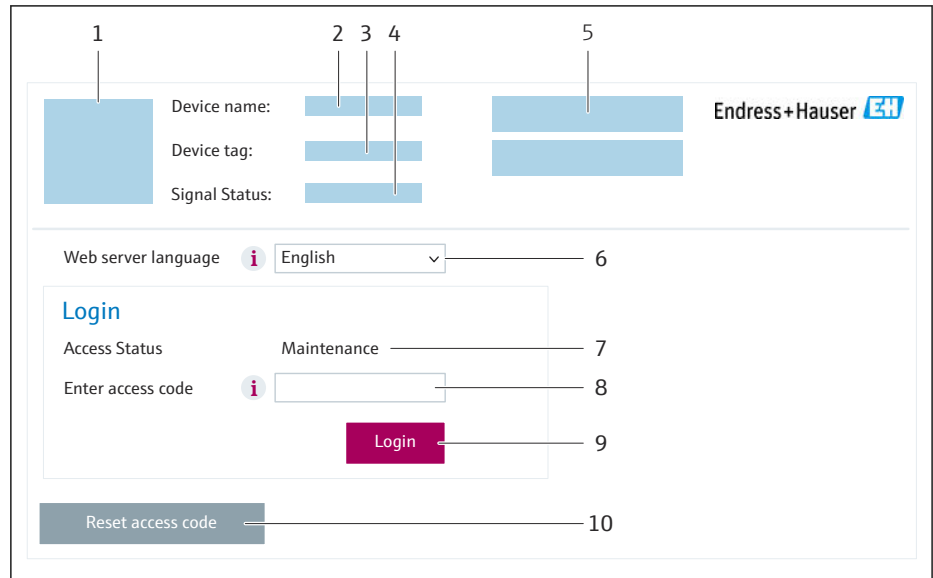 1 2 3 4 5
Device name:
Endress+Hauser EH
Device tag:
Signal Status:
Web server language i English 6
Login
Access Status Maintenance 7
Enter access code i 8
Login 9
Reset access code 10